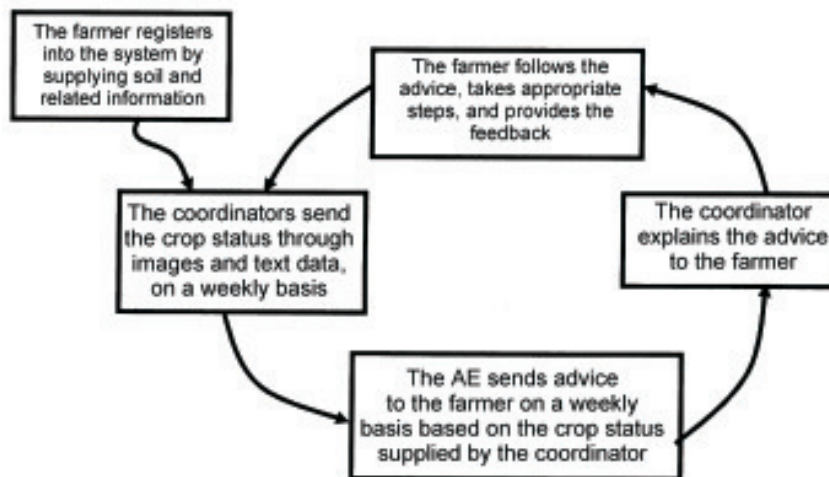 The farmer registers
into the system by
supplying soil and
related information
The farmer follows the
advice, takes appropriate
steps, and provides the
feedback
The coordinators send
the crop status through
images and text data,
on a weekly basis
The coordinator
explains the advice
to the farmer
The AE sends advice
to the farmer on a weekly
basis based on the crop status
supplied by the coordinator